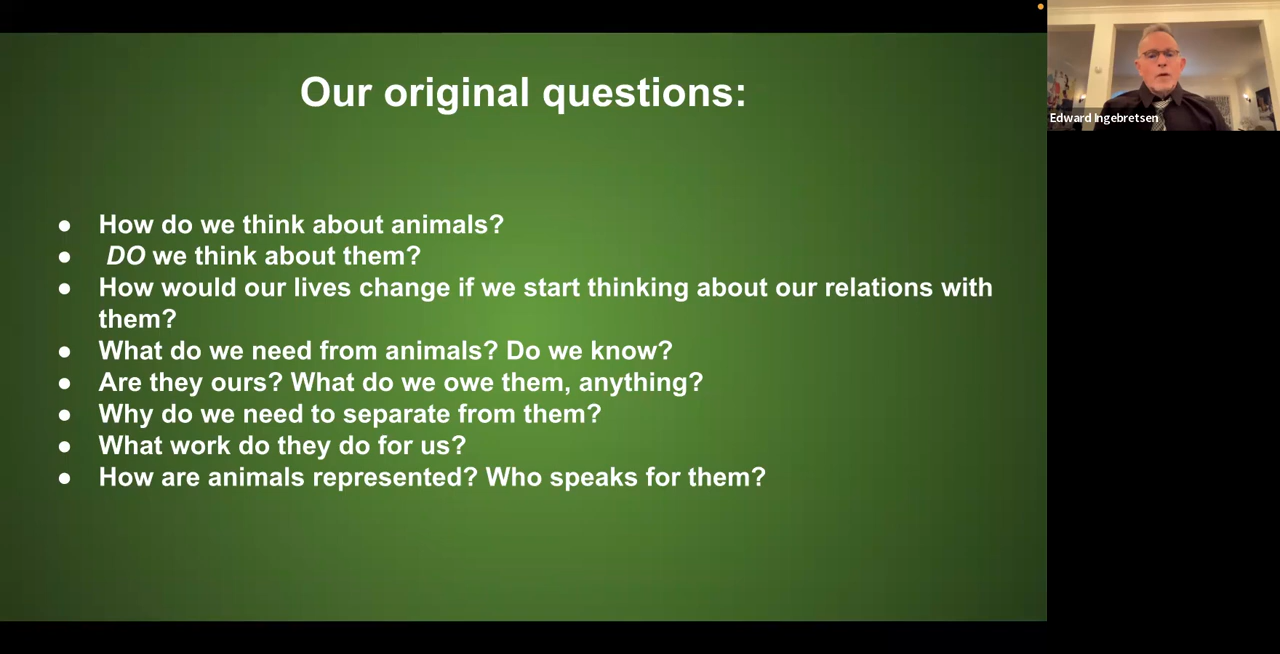 Our original questions:
● How do we think about animals?
● DO we think about them?
● How would our lives change if we start thinking about our relations with
them?
● What do we need from animals? Do we know?
● Are they ours? What do we owe them, anything?
● Why do we need to separate from them?
● What work do they do for us?
● How are animals represented? Who speaks for them?
Edward Ingebretsen